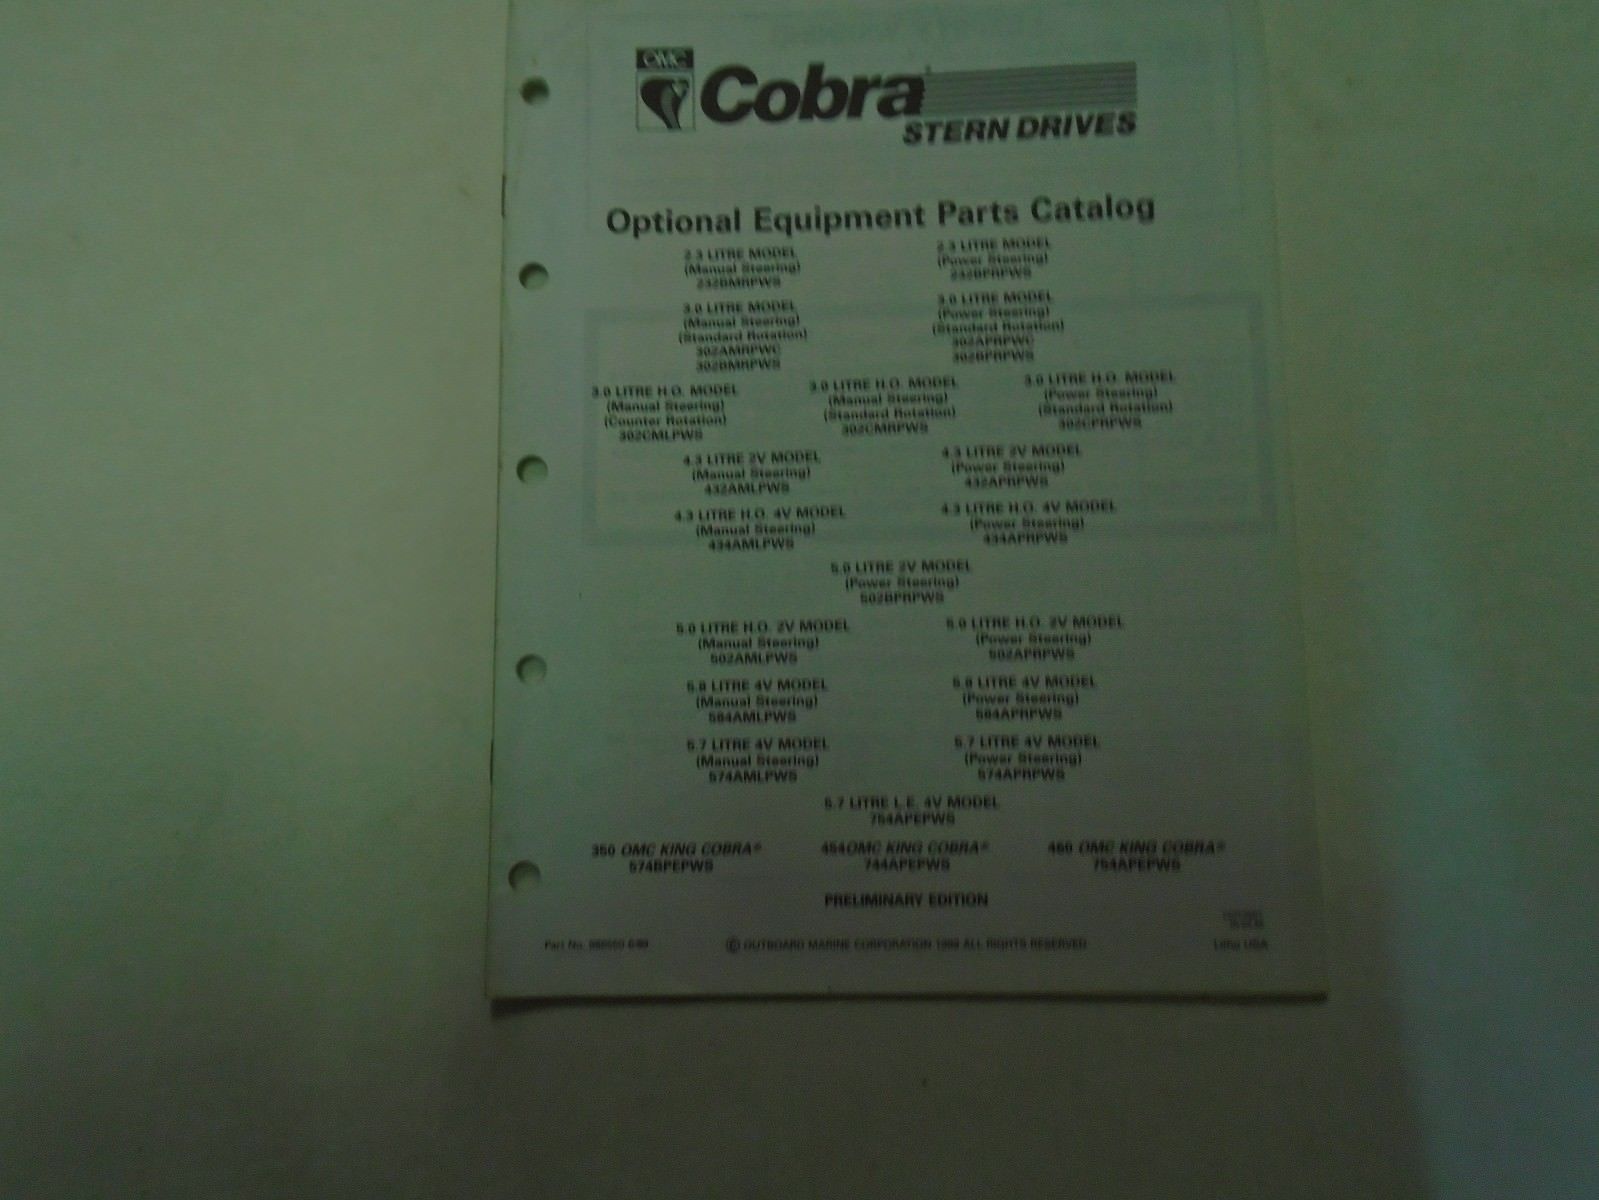 OMC
Cobra
STERN DRIVES
Optional Equipment Parts Catalog
2.3 LITRE MODEL
(Manual Steering)
232BMRPWS
2.3 LITRE MODEL
(Power Steering)
232BPRPWS
3.0 LITRE MODEL
(Manual Steering)
(Standard Rotation)
302AMRPWC
302BMRPWS
3.0 LITRE MODEL
(Power Steering)
(Standard Rotation)
302APRPWC
302BPRPWS
3.0 LITRE H.O. MODEL
(Manual Steering)
(Counter Rotation)
302CMLPWS
3.0 LITRE H.O. MODEL
(Manual Steering)
(Standard Rotation)
302CMRPWS
3.0 LITRE H.O. MODEL
(Power Steering)
(Standard Rotation)
302CPRPWS
4.3 LITRE 2V MODEL
(Manual Steering)
432AMLPWS
4.3 LITRE 2V MODEL
(Power Steering)
432APRPWS
4.3 LITRE H.O. 4V MODEL
(Manual Steering)
434AMLPWS
4.3 LITRE H.O. 4V MODEL
(Power Steering)
434APRPWS
5.0 LITRE 2V MODEL
(Power Steering)
502BPRPWS
5.0 LITRE H.O. 2V MODEL
(Manual Steering)
502AMLPWS
5.0 LITRE H.O. 2V MODEL
(Power Steering)
502APRPWS
5.8 LITRE 4V MODEL
(Manual Steering)
584AMLPWS
5.8 LITRE 4V MODEL
(Power Steering)
584APRPWS
5.7 LITRE 4V MODEL
(Manual Steering)
574AMLPWS
5.7 LITRE 4V MODEL
(Power Steering)
574APRPWS
5.7 LITRE L.E. 4V MODEL
754APEPWS
350 OMC KING COBRA®
574BPEPWS
454 OMC KING COBRA®
744APEPWS
460 OMC KING COBRA®
754APEPWS
PRELIMINARY EDITION
Part No.
© OUTBOARD MARINE CORPORATION ALL RIGHTS RESERVED
Litho USA